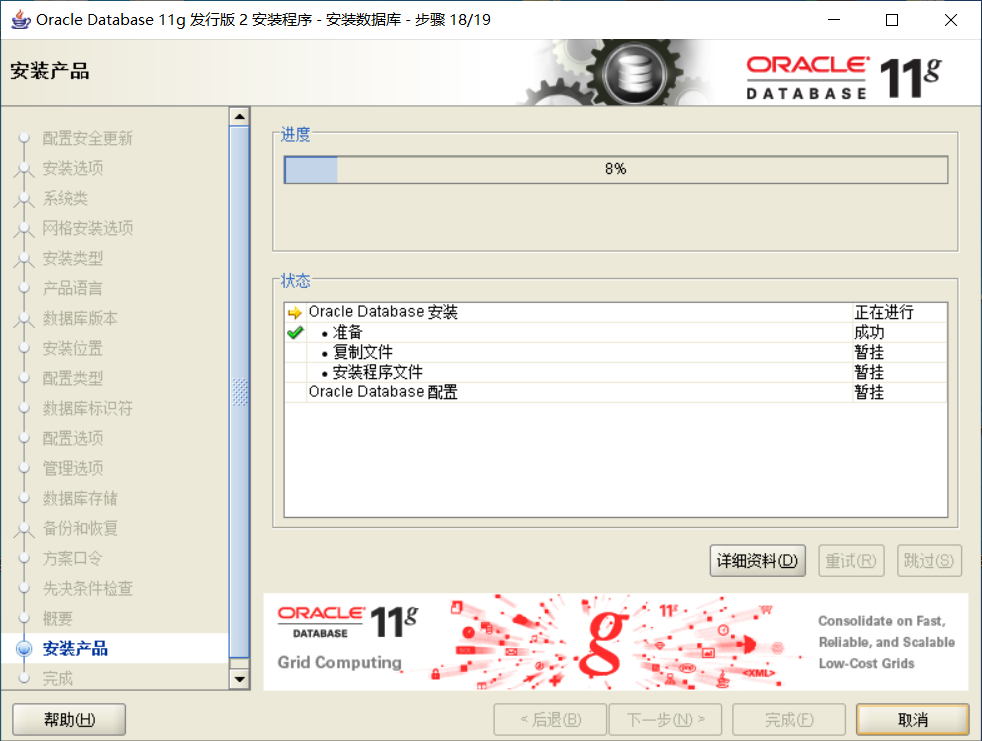 Oracle Database 11g 发行版 2 安装程序 - 安装数据库 - 步骤 18/19
安装产品
ORACLE
DATABASE
11g
配置安全更新
安装选项
系统类
网格安装选项
安装类型
产品语言
数据库版本
安装位置
配置类型
数据库标识符
配置选项
管理选项
数据库存储
备份和恢复
方案口令
先决条件检查
概要
安装产品
完成
进度
8%
状态
Oracle Database 安装 正在进行
• 准备 成功
• 复制文件 暂挂
• 安装程序文件 暂挂
Oracle Database 配置 暂挂
详细资料(D) 重试(R) 跳过(S)
ORACLE
DATABASE
11g
Grid Computing
g
11g
<XML>
Consolidate on Fast,
Reliable, and Scalable
Low-Cost Grids
帮助(H) < 后退(B) 下一步(N) > 完成(F) 取消